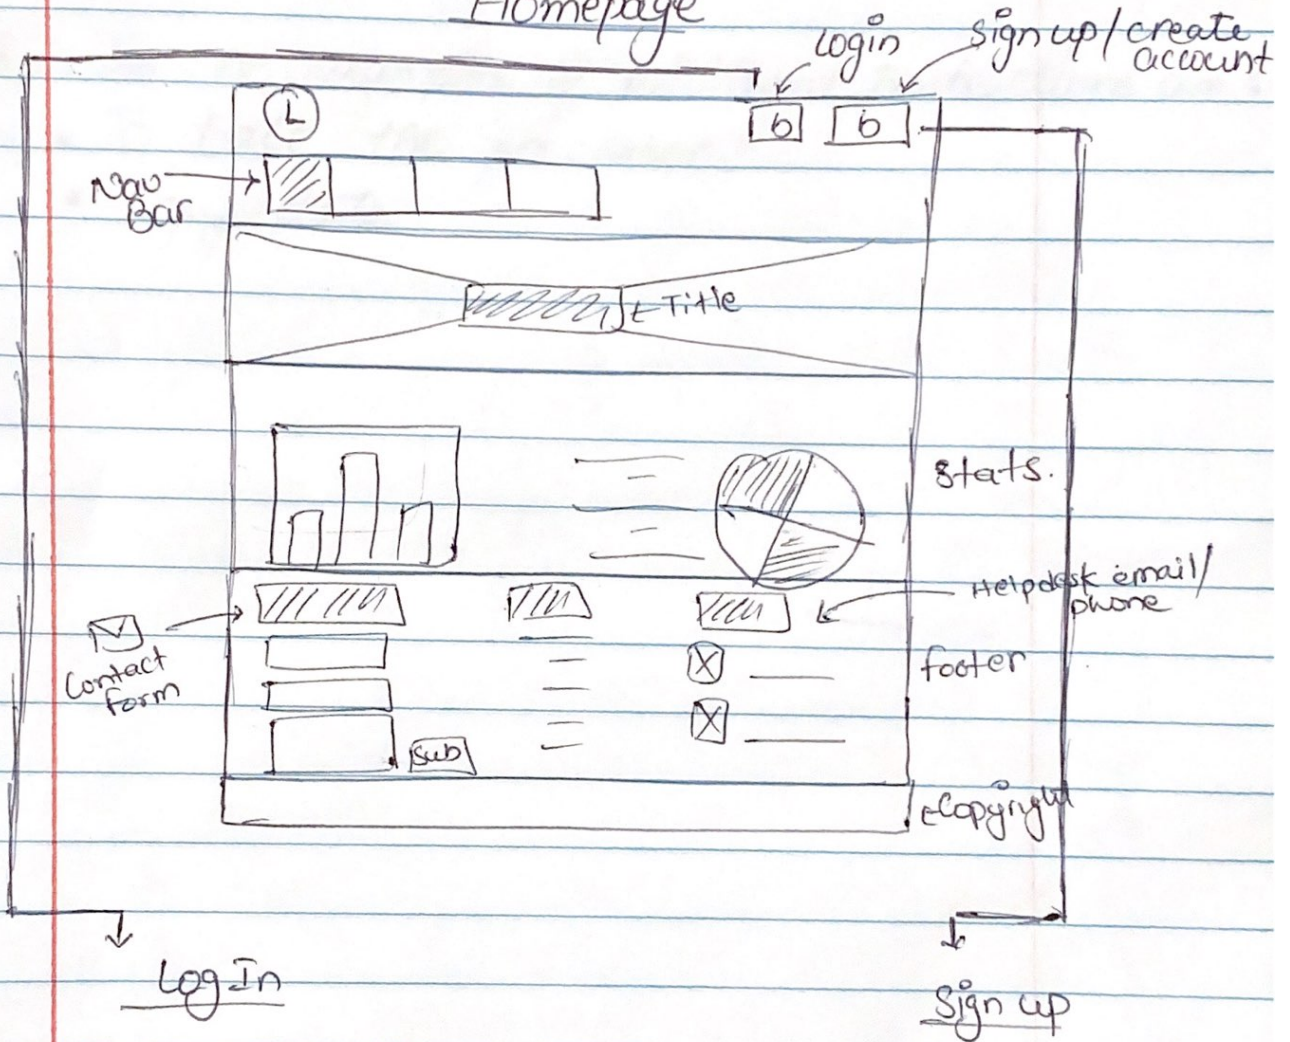 Homepage
login
sign up/create
account
L
b
b
Nav
Bar
Title
Stats.
Helpdesk email/
phone
Contact
form
footer
Sub
Copyright
Log In
Sign up